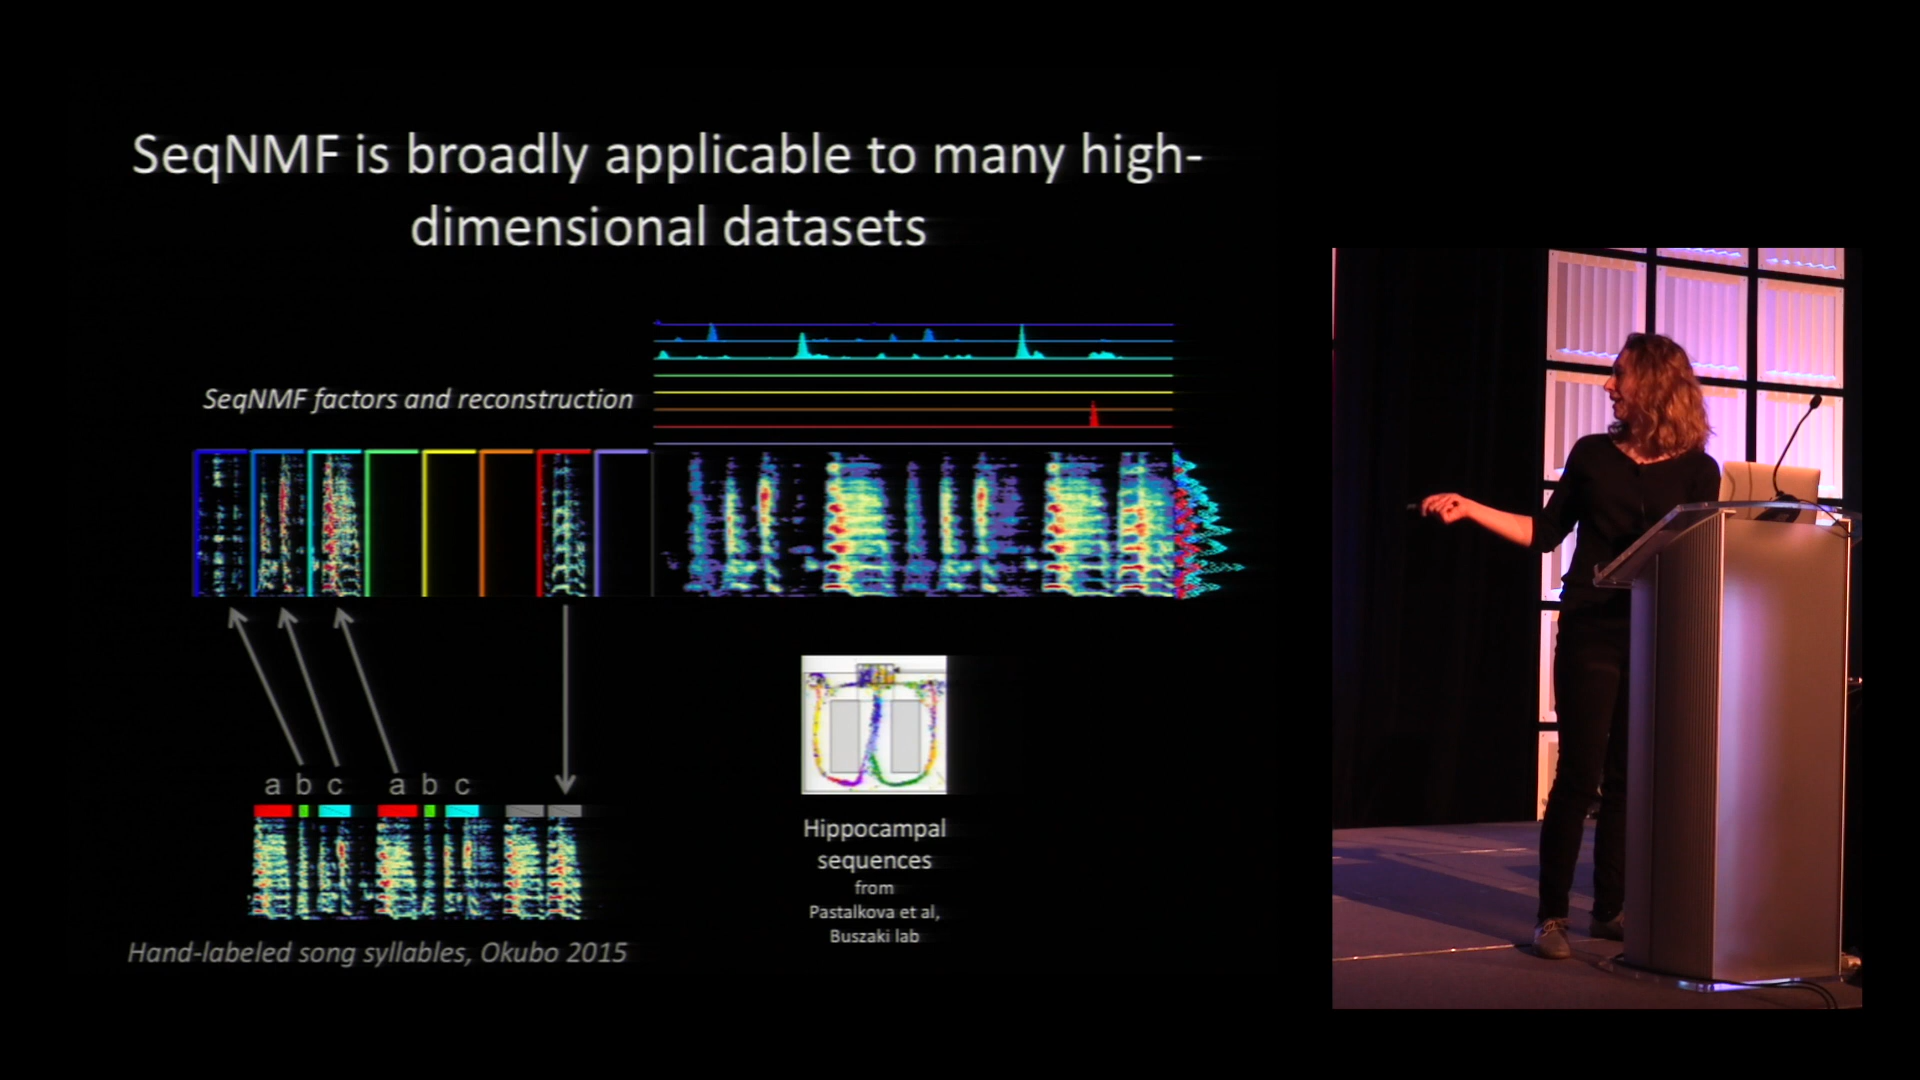 SeqNMF is broadly applicable to many high-
dimensional datasets
SeqNMF factors and reconstruction
a b c a b c
Hand-labeled song syllables, Okubo 2015
Hippocampal
sequences
from
Pastalkova et al,
Buszaki lab